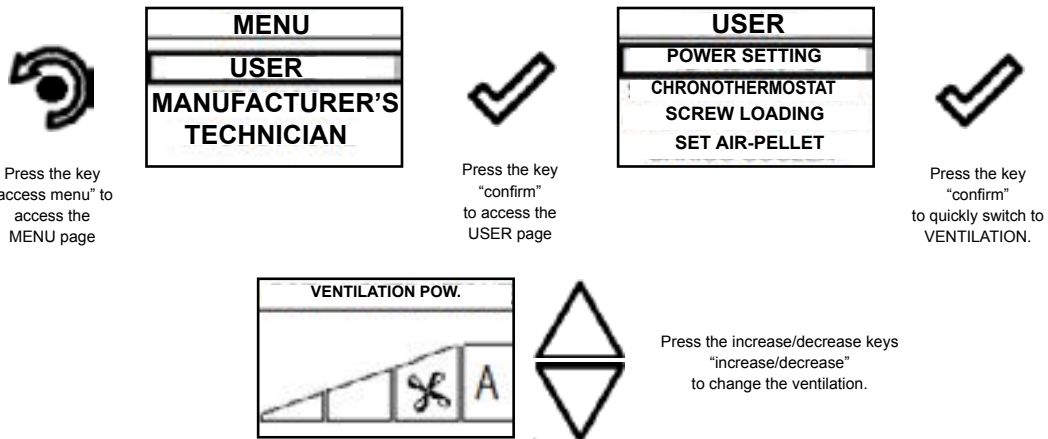 MENU
USER
MANUFACTURER'S
TECHNICIAN
Press the key
access menu” to
access the
MENU page
Press the key
“confirm”
to access the
USER page
USER
POWER SETTING
CHRONOTHERMOSTAT
SCREW LOADING
SET AIR-PELLET
Press the key
“confirm”
to quickly switch to
VENTILATION.
VENTILATION POW.
A
Press the increase/decrease keys
“increase/decrease”
to change the ventilation.